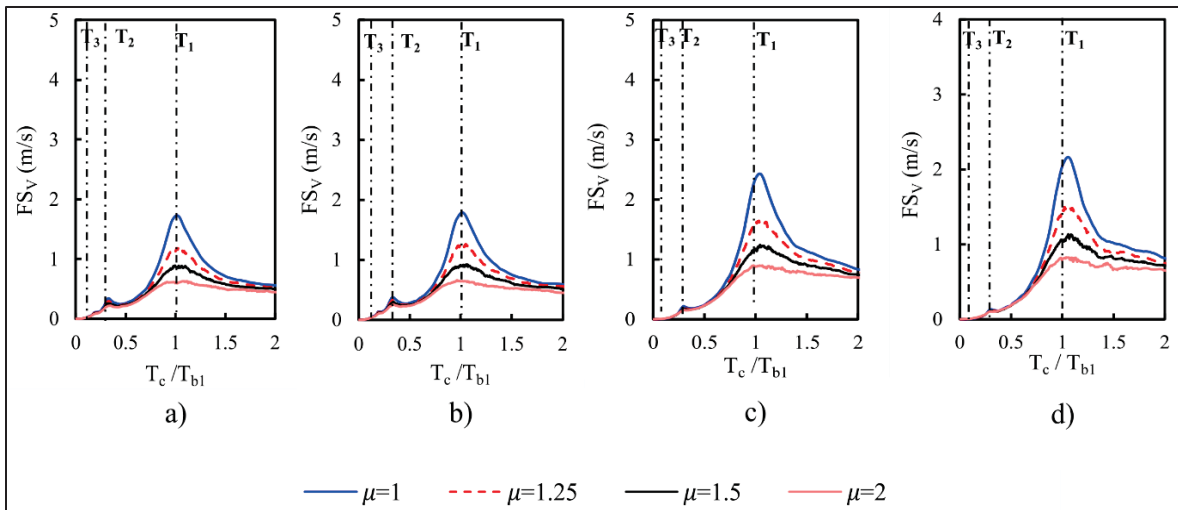 5 5 5 4
T3 T2 T1 T3 T2 T1 T3 T2 T1 T3 T2 T1
4 4 4
3
3 3 3
FSV (m/s) FSV (m/s) FSV (m/s) FSV (m/s)
2
2 2 2
1
1 1 1
0 0 0 0
0 0.5 1 1.5 2 0 0.5 1 1.5 2 0 0.5 1 1.5 2 0 0.5 1 1.5 2
Tc /Tb1 Tc /Tb1 Tc /Tb1 Tc / Tb1
a) b) c) d)
μ=1 μ=1.25 μ=1.5 μ=2